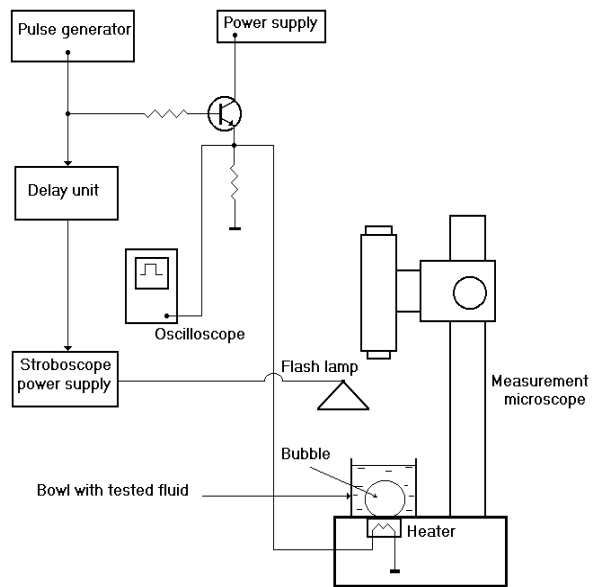 Pulse generator
Power supply
Delay unit
Oscilloscope
Stroboscope
power supply
Flash lamp
Measurement
microscope
Bubble
Bowl with tested fluid
Heater